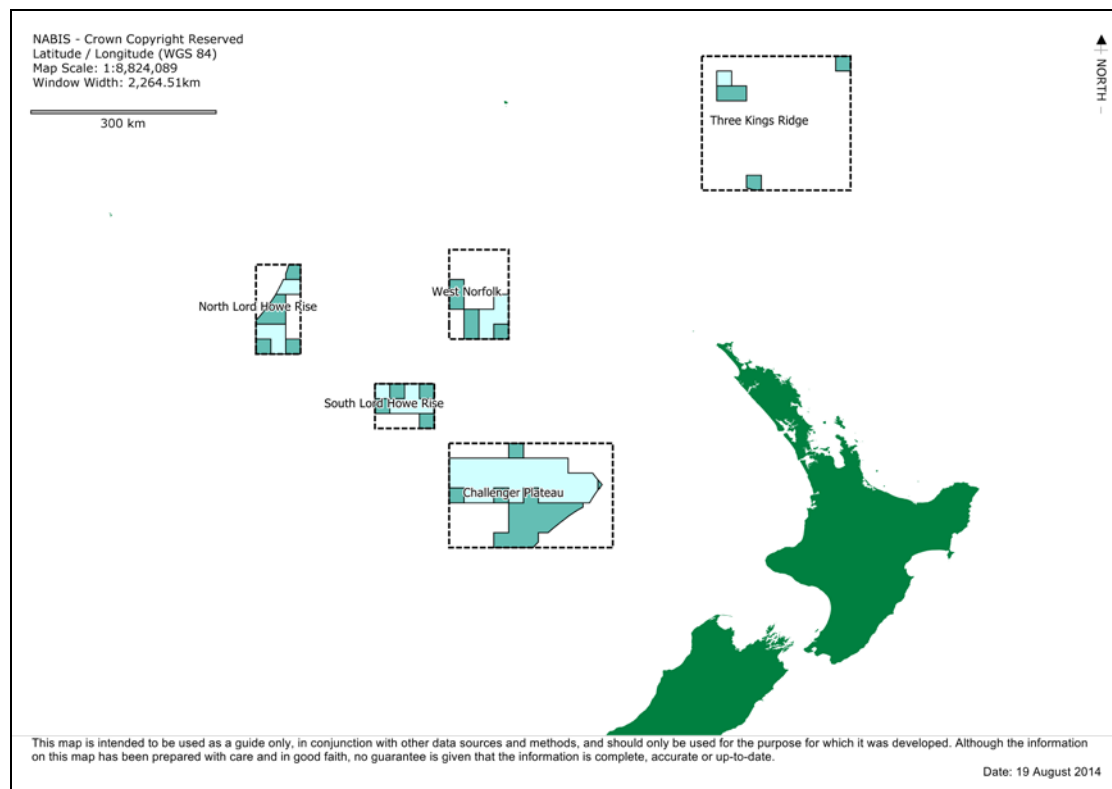 NABIS - Crown Copyright Reserved
Latitude / Longitude (WGS 84)
Map Scale: 1:8,824,089
Window Width: 2,264.51km
300 km
NORTH
Three Kings Ridge
West Norfolk
North Lord Howe Rise
South Lord Howe Rise
Challenger Plateau
This map is intended to be used as a guide only, in conjunction with other data sources and methods, and should only be used for the purpose for which it was developed. Although the information
on this map has been prepared with care and in good faith, no guarantee is given that the information is complete, accurate or up-to-date.
Date: 19 August 2014